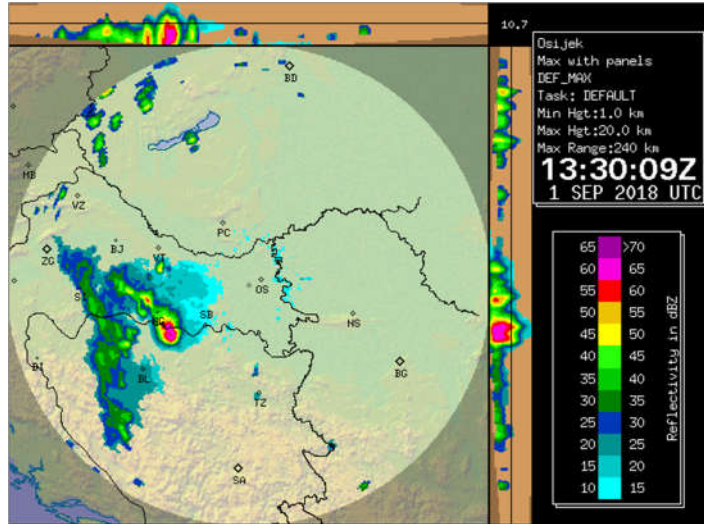 10.7
Osijek
Max with panels
DEF_MAX
Task: DEFAULT
Min Hgt:1.0 km
Max Hgt:20.0 km
Max Range:240 km
13:30:09Z
1 SEP 2018 UTC
BD
MB
VZ
PC
ZG BJ VT
OS
SI
SB
NS
BI
BL
BG
TZ
SA
65 >70
60 65
55 60
50 55
45 50
40 45
35 40
30 35
25 30
20 25
15 20
10 15
Reflectivity in dBZ